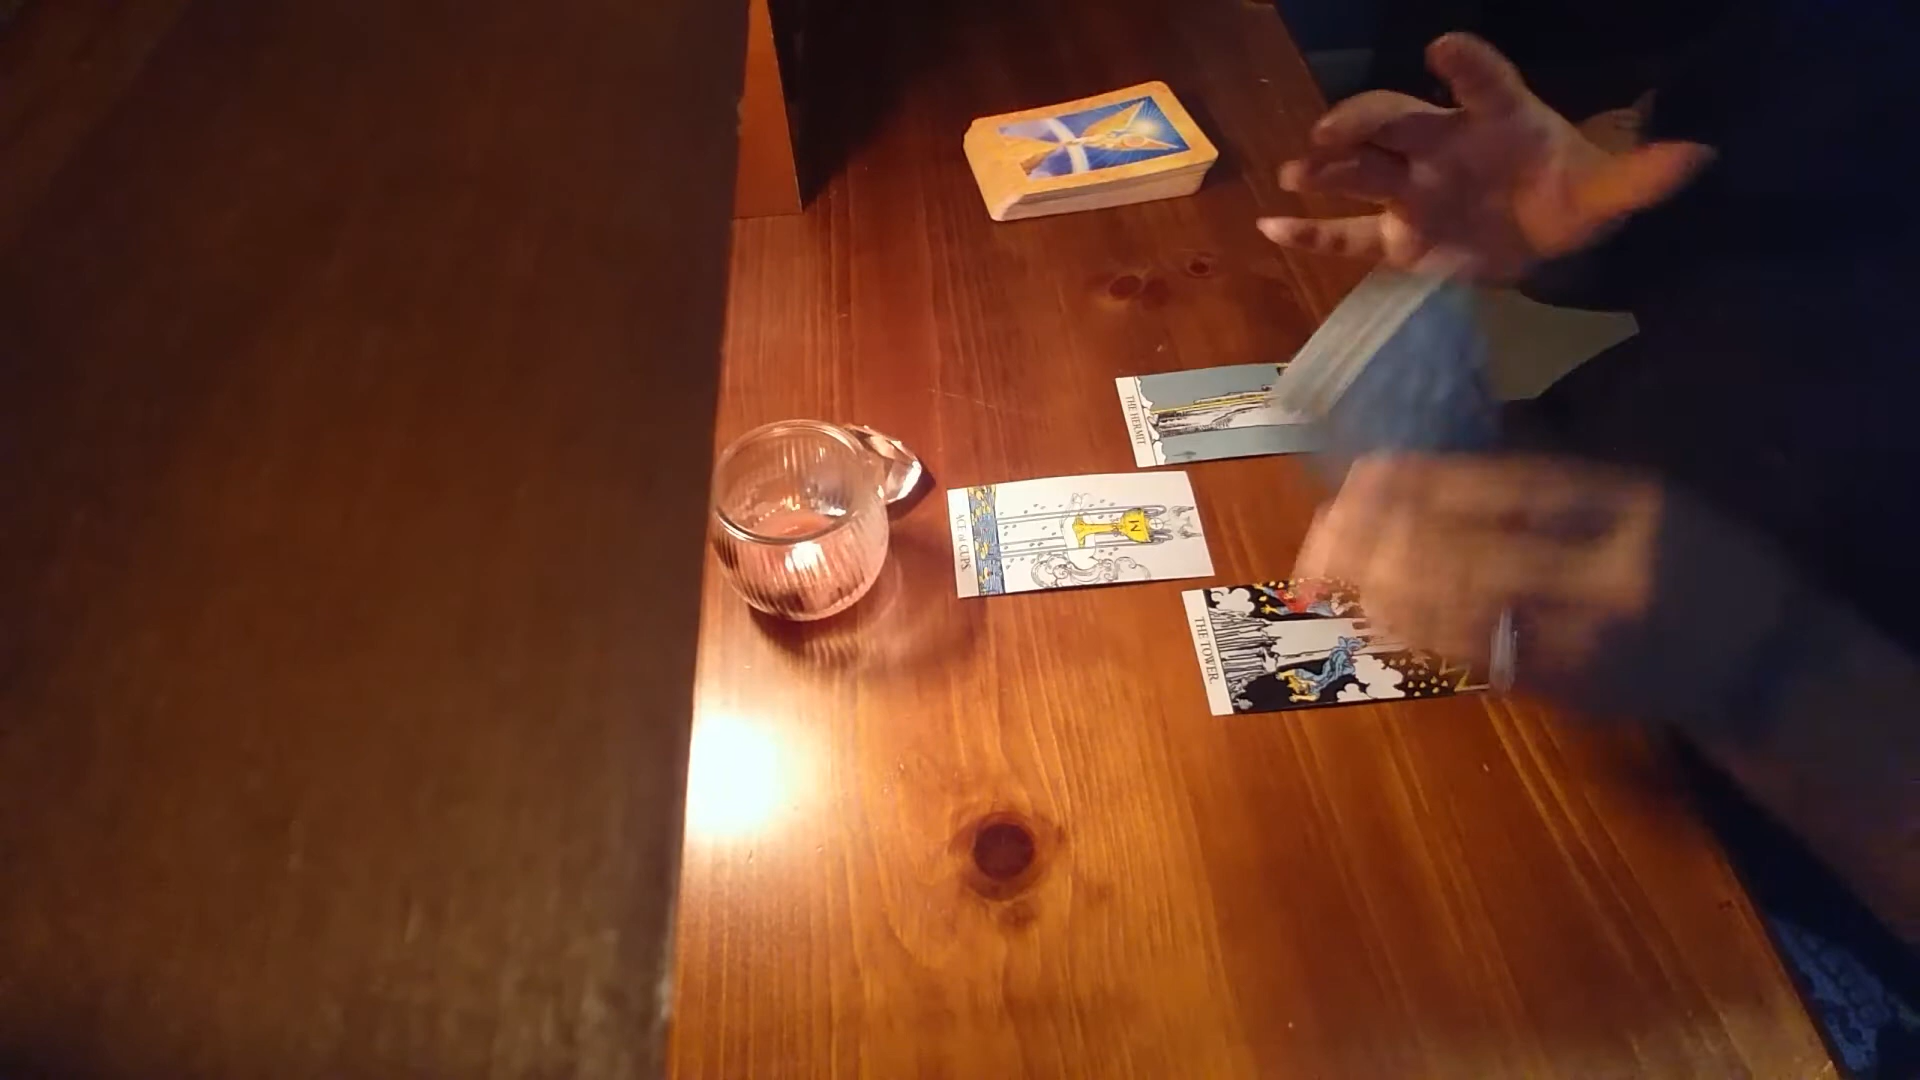 THE HERMIT
ACE of CUPS.
THE TOWER.